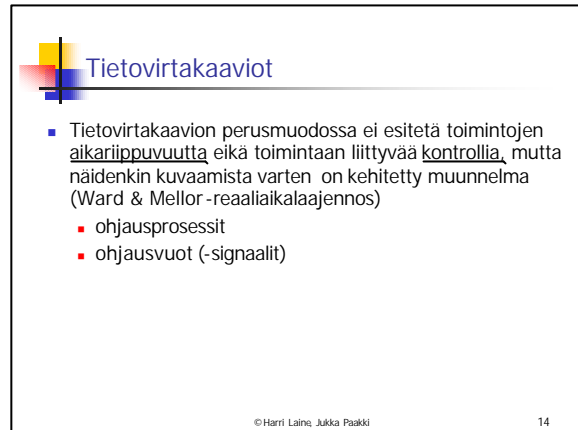 Tietovirtakaaviot
Tietovirtakaavion perusmuodossa ei esitetä toimintojen
aikariippuvuutta eikä toimintaan liittyvää kontrollia, mutta
näidenkin kuvaamista varten on kehitetty muunnelma
(Ward & Mellor-reaaliaikalaajennos)
ohjausprosessit
ohjausvuot (-signaalit)
© Harri Laine, Jukka Paakki 14